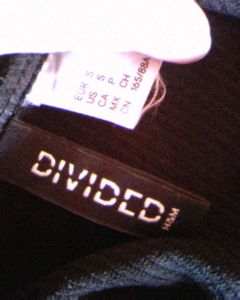 EUR S
US S
CA P
MX CH
CN 165/88A
DIVIDED
H&M